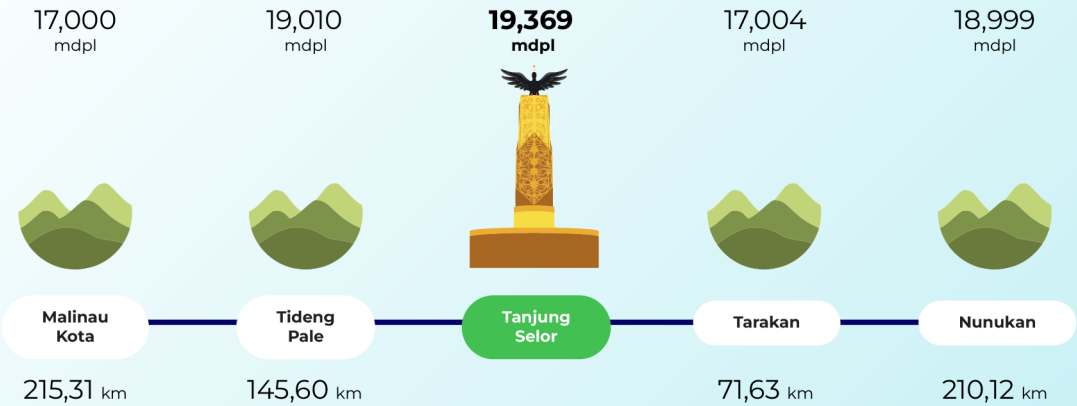 17,000
mdpl
19,010
mdpl
19,369
mdpl
17,004
mdpl
18,999
mdpl
Malinau
Kota
Tideng
Pale
Tanjung
Selor
Tarakan
Nunukan
215,31 km
145,60 km
71,63 km
210,12 km